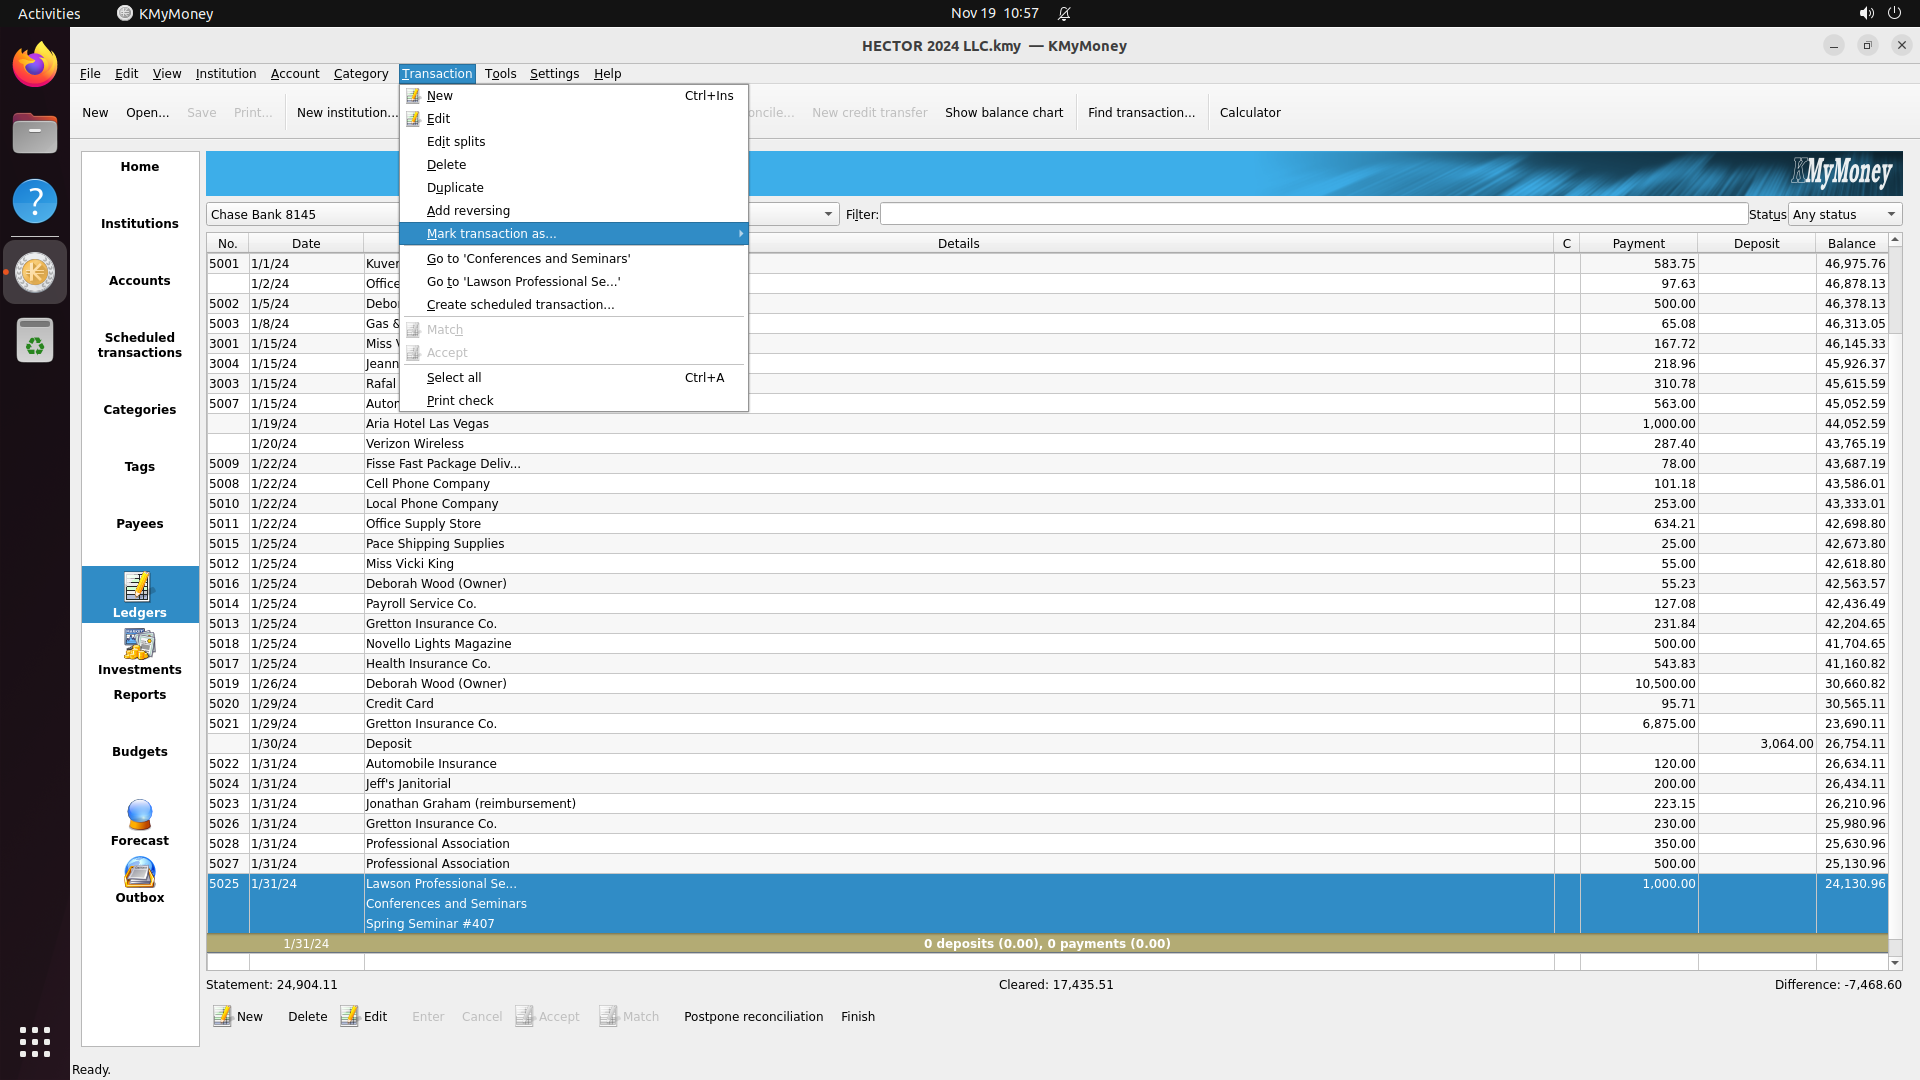 Activities
KMyMoney
Nov 19 10:57
HECTOR 2024 LLC.kmy — KMyMoney
File Edit View Institution Account Category Transaction Tools Settings Help
New Open... Save Print... New institution... oncile... New credit transfer Show balance chart Find transaction... Calculator
New Ctrl+Ins
Edit
Edit splits
Delete
Duplicate
Add reversing
Mark transaction as...
Go to 'Conferences and Seminars'
Go to 'Lawson Professional Se...'
Create scheduled transaction...
Match
Accept
Select all Ctrl+A
Print check
Home
Institutions
Accounts
Scheduled
transactions
Categories
Tags
Payees
Ledgers
Investments
Reports
Budgets
Forecast
Outbox
KMyMoney
Chase Bank 8145 Filter: Status Any status
No. Date Details C Payment Deposit Balance
5001 1/1/24 Kuver 583.75 46,975.76
1/2/24 Office 97.63 46,878.13
5002 1/5/24 Debor 500.00 46,378.13
5003 1/8/24 Gas & 65.08 46,313.05
3001 1/15/24 Miss V 167.72 46,145.33
3004 1/15/24 Jeann 218.96 45,926.37
3003 1/15/24 Rafal 310.78 45,615.59
5007 1/15/24 Autor 563.00 45,052.59
1/19/24 Aria Hotel Las Vegas 1,000.00 44,052.59
1/20/24 Verizon Wireless 287.40 43,765.19
5009 1/22/24 Fisse Fast Package Deliv... 78.00 43,687.19
5008 1/22/24 Cell Phone Company 101.18 43,586.01
5010 1/22/24 Local Phone Company 253.00 43,333.01
5011 1/22/24 Office Supply Store 634.21 42,698.80
5015 1/25/24 Pace Shipping Supplies 25.00 42,673.80
5012 1/25/24 Miss Vicki King 55.00 42,618.80
5016 1/25/24 Deborah Wood (Owner) 55.23 42,563.57
5014 1/25/24 Payroll Service Co. 127.08 42,436.49
5013 1/25/24 Gretton Insurance Co. 231.84 42,204.65
5018 1/25/24 Novello Lights Magazine 500.00 41,704.65
5017 1/25/24 Health Insurance Co. 543.83 41,160.82
5019 1/26/24 Deborah Wood (Owner) 10,500.00 30,660.82
5020 1/29/24 Credit Card 95.71 30,565.11
5021 1/29/24 Gretton Insurance Co. 6,875.00 23,690.11
1/30/24 Deposit 3,064.00 26,754.11
5022 1/31/24 Automobile Insurance 120.00 26,634.11
5024 1/31/24 Jeff's Janitorial 200.00 26,434.11
5023 1/31/24 Jonathan Graham (reimbursement) 223.15 26,210.96
5026 1/31/24 Gretton Insurance Co. 230.00 25,980.96
5028 1/31/24 Professional Association 350.00 25,630.96
5027 1/31/24 Professional Association 500.00 25,130.96
5025 1/31/24 Lawson Professional Se... 1,000.00 24,130.96
Conferences and Seminars
Spring Seminar #407
1/31/24 0 deposits (0.00), 0 payments (0.00)
Statement: 24,904.11 Cleared: 17,435.51 Difference: -7,468.60
New Delete Edit Enter Cancel Accept Match Postpone reconciliation Finish
Ready.